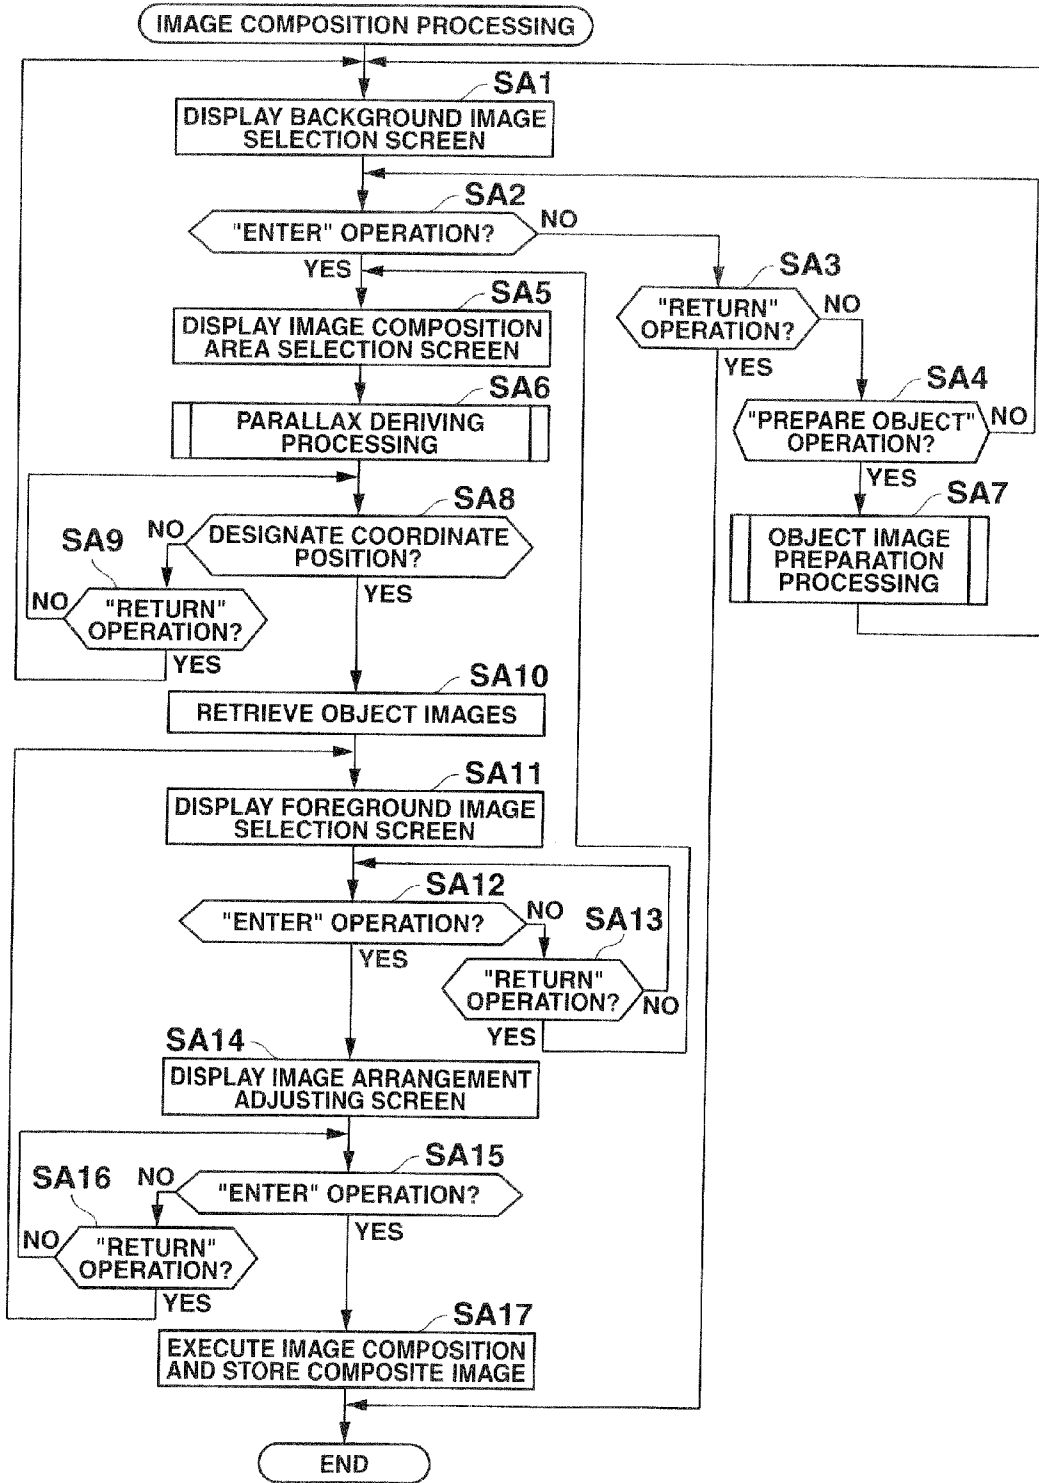 IMAGE COMPOSITION PROCESSING
SA1
DISPLAY BACKGROUND IMAGE
SELECTION SCREEN
SA2
"ENTER" OPERATION?
NO
YES
SA3
"RETURN"
OPERATION?
NO
YES
SA5
DISPLAY IMAGE COMPOSITION
AREA SELECTION SCREEN
SA4
"PREPARE OBJECT"
OPERATION?
NO
YES
SA6
PARALLAX DERIVING
PROCESSING
SA7
OBJECT IMAGE
PREPARATION
PROCESSING
SA8
DESIGNATE COORDINATE
POSITION?
NO
YES
SA9
"RETURN"
OPERATION?
NO
YES
SA10
RETRIEVE OBJECT IMAGES
SA11
DISPLAY FOREGROUND IMAGE
SELECTION SCREEN
SA12
"ENTER" OPERATION?
NO
YES
SA13
"RETURN"
OPERATION?
NO
YES
SA14
DISPLAY IMAGE ARRANGEMENT
ADJUSTING SCREEN
SA15
"ENTER" OPERATION?
NO
YES
SA16
"RETURN"
OPERATION?
NO
YES
SA17
EXECUTE IMAGE COMPOSITION
AND STORE COMPOSITE IMAGE
END